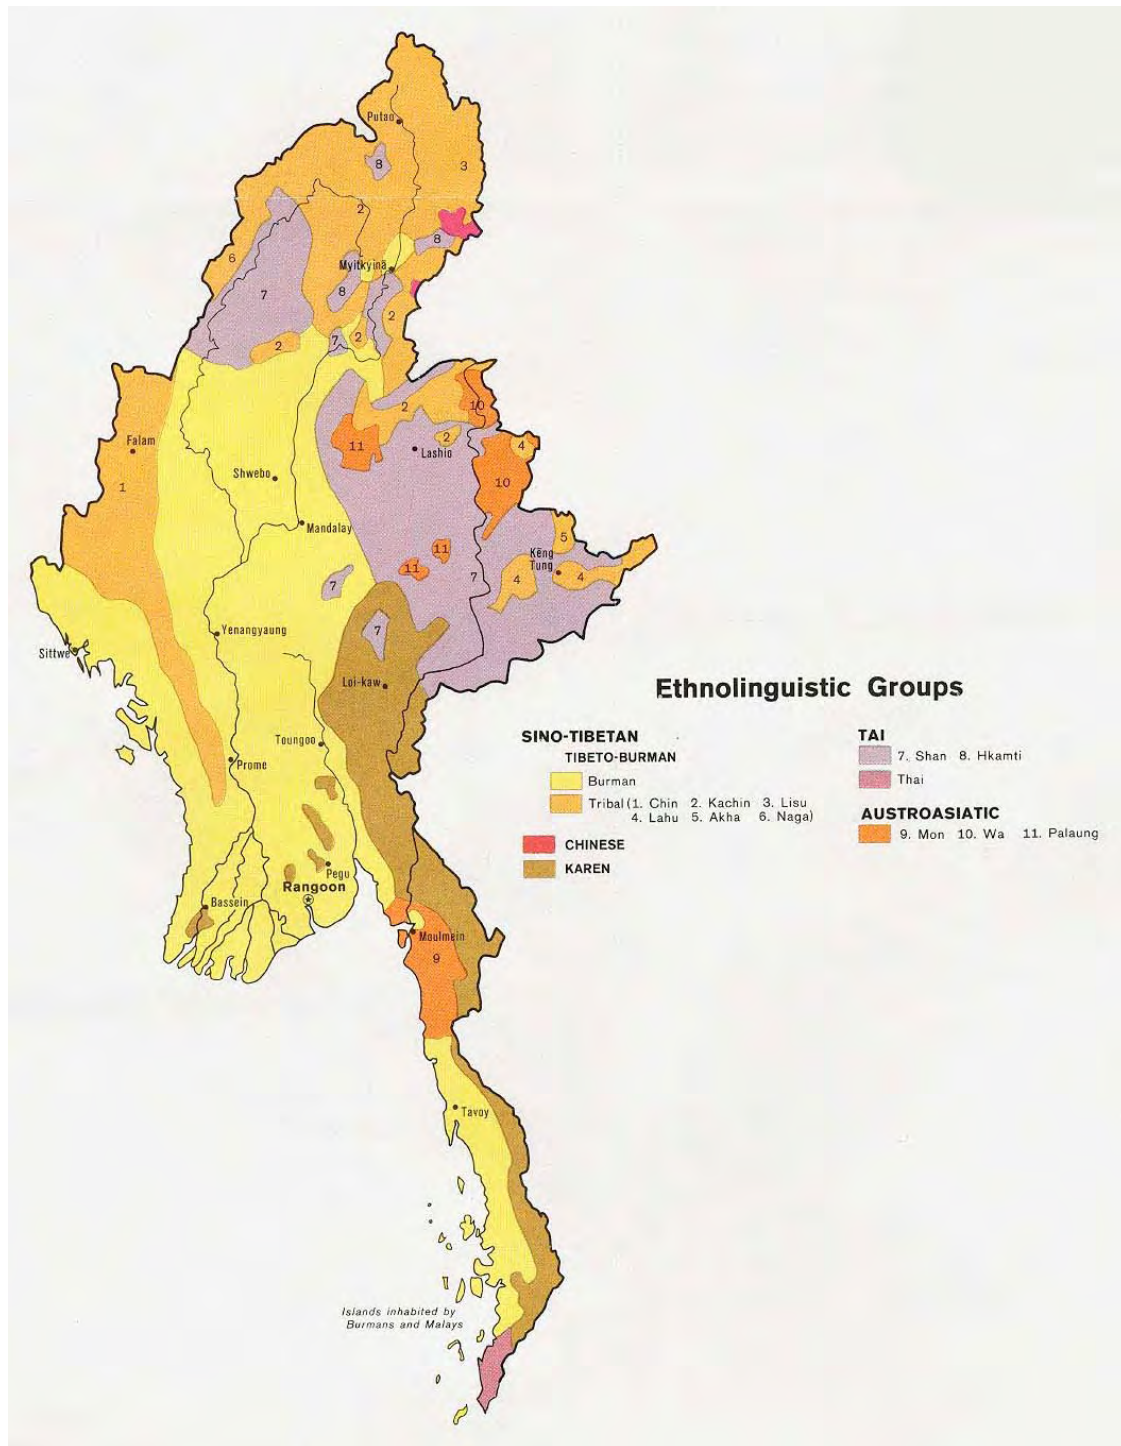 Putao
8
3
2
8
6
Myitkyinā
7
8
2
7
2
2
10
2
Falam
11
2
4
Lashio
Shwebo
1
10
Mandalay
5
11
Kēng
Tung
11
7
4
4
7
Yenangyaung
7
Sittwe
Loi-kaw
Toungoo
Prome
Pegu
Rangoon
Bassein
Moulmein
9
Tavoy
Islands inhabited by
Burmans and Malays
Ethnolinguistic Groups
SINO-TIBETAN
TIBETO-BURMAN
Burman
Tribal (1. Chin 2. Kachin 3. Lisu
4. Lahu 5. Akha 6. Naga)
CHINESE
KAREN
TAI
7. Shan 8. Hkamti
Thai
AUSTROASIATIC
9. Mon 10. Wa 11. Palaung